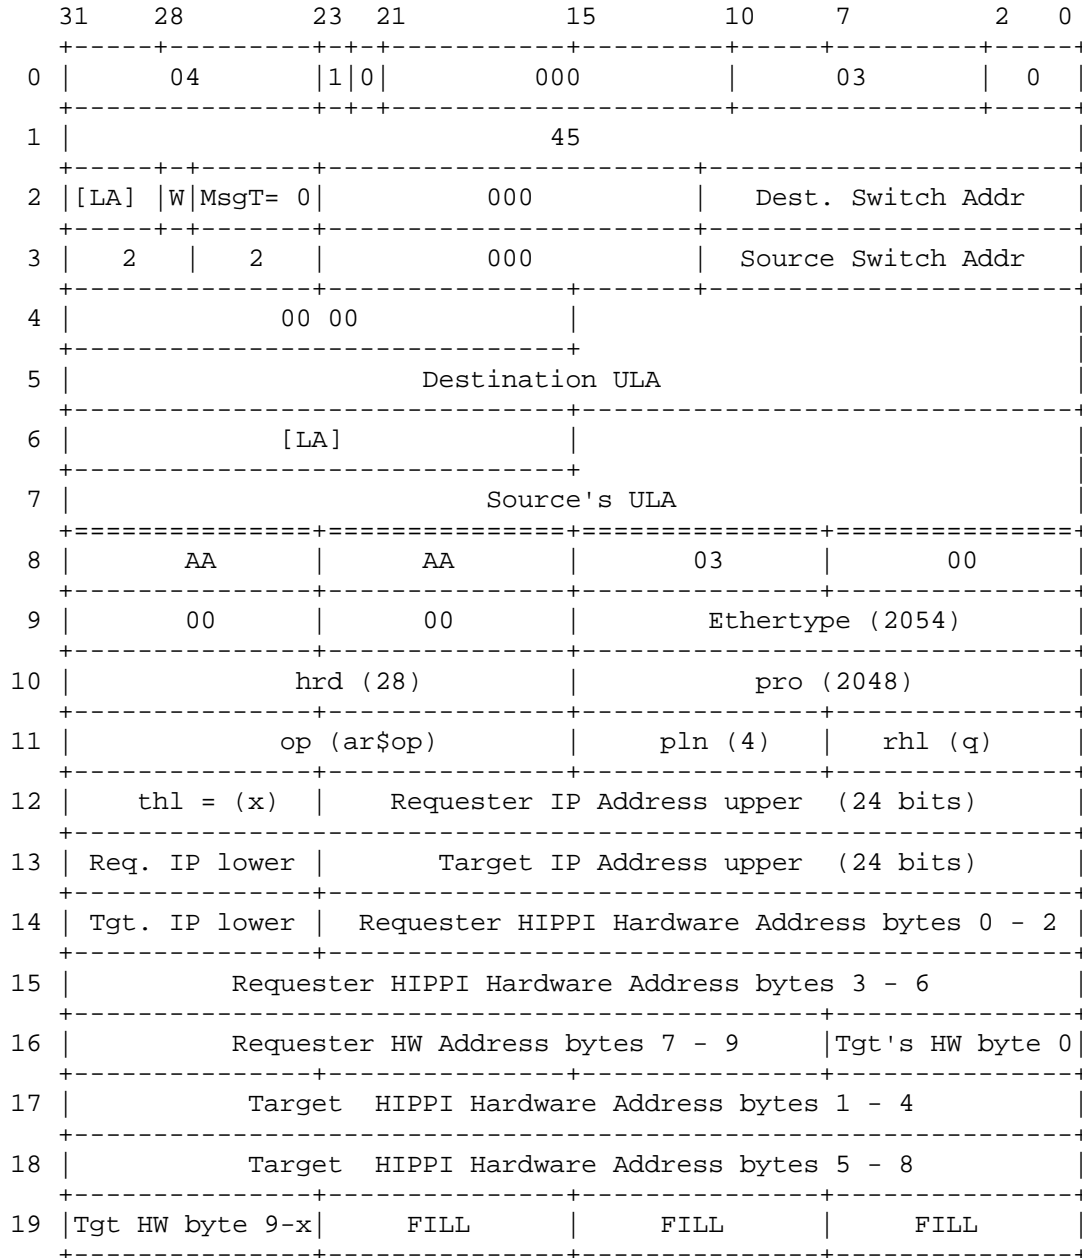 31 28 23 21 15 10 7 2 0
0 04 1 0 000 03 0
1 45
2 [LA] W MsgT= 0 000 Dest. Switch Addr
3 2 2 000 Source Switch Addr
4 00 00
5 Destination ULA
6 [LA]
7 Source's ULA
8 AA AA 03 00
9 00 00 Ethertype (2054)
10 hrd (28) pro (2048)
11 op (ar$op) pln (4) rhl (q)
12 thl = (x) Requester IP Address upper (24 bits)
13 Req. IP lower Target IP Address upper (24 bits)
14 Tgt. IP lower Requester HIPPI Hardware Address bytes 0 - 2
15 Requester HIPPI Hardware Address bytes 3 - 6
16 Requester HW Address bytes 7 - 9 Tgt's HW byte 0
17 Target HIPPI Hardware Address bytes 1 - 4
18 Target HIPPI Hardware Address bytes 5 - 8
19 Tgt HW byte 9-x FILL FILL FILL